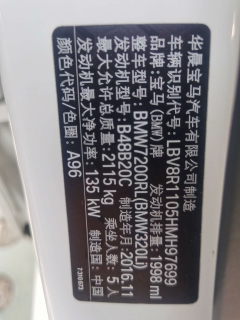 华晨宝马汽车有限公司制造
车辆识别代号: LBV8R1105HMH97699
品牌: 宝马 (BMW) 发动机排量: 1998 ml
整车型号: BMW7200RL (BMW320Li)
发动机型号: B48B20C 制造年月: 2016.11
最大允许总质量: 2115 kg 乘坐人数: 5 人
发动机最大净功率: 135 kW 制造国: 中国
颜色代码/色圈: A96